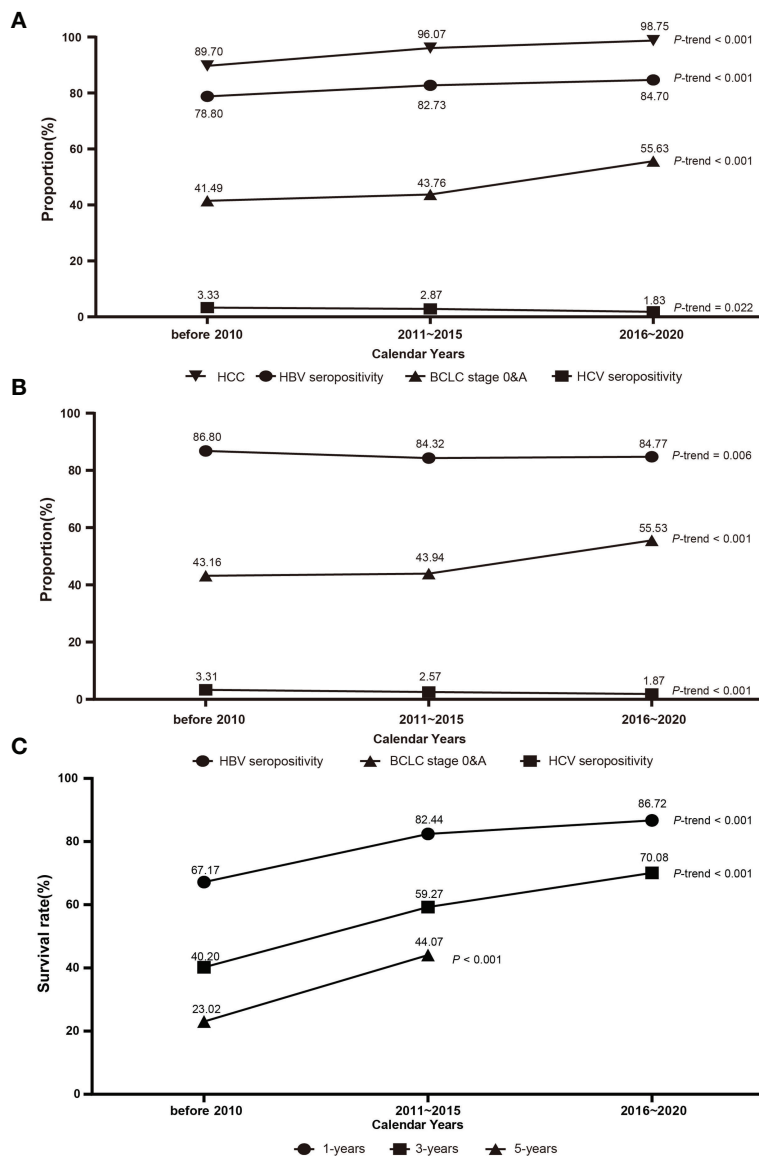 A
100
80
60
40
20
0
Proportion(%)
89.70
96.07
98.75
P-trend < 0.001
78.80
82.73
84.70
P-trend < 0.001
41.49
43.76
55.63
P-trend < 0.001
3.33
2.87
1.83
P-trend = 0.022
before 2010
2011~2015
2016~2020
Calendar Years
HCC HBV seropositivity BCLC stage 0&A HCV seropositivity
B
100
80
60
40
20
0
Proportion(%)
86.80
84.32
84.77
P-trend = 0.006
43.16
43.94
55.53
P-trend < 0.001
3.31
2.57
1.87
P-trend < 0.001
before 2010
2011~2015
2016~2020
Calendar Years
HBV seropositivity BCLC stage 0&A HCV seropositivity
C
100
80
60
40
20
0
Survival rate(%)
67.17
82.44
86.72
P-trend < 0.001
40.20
59.27
70.08
P-trend < 0.001
23.02
44.07
P < 0.001
before 2010
2011~2015
2016~2020
Calendar Years
1-years 3-years 5-years